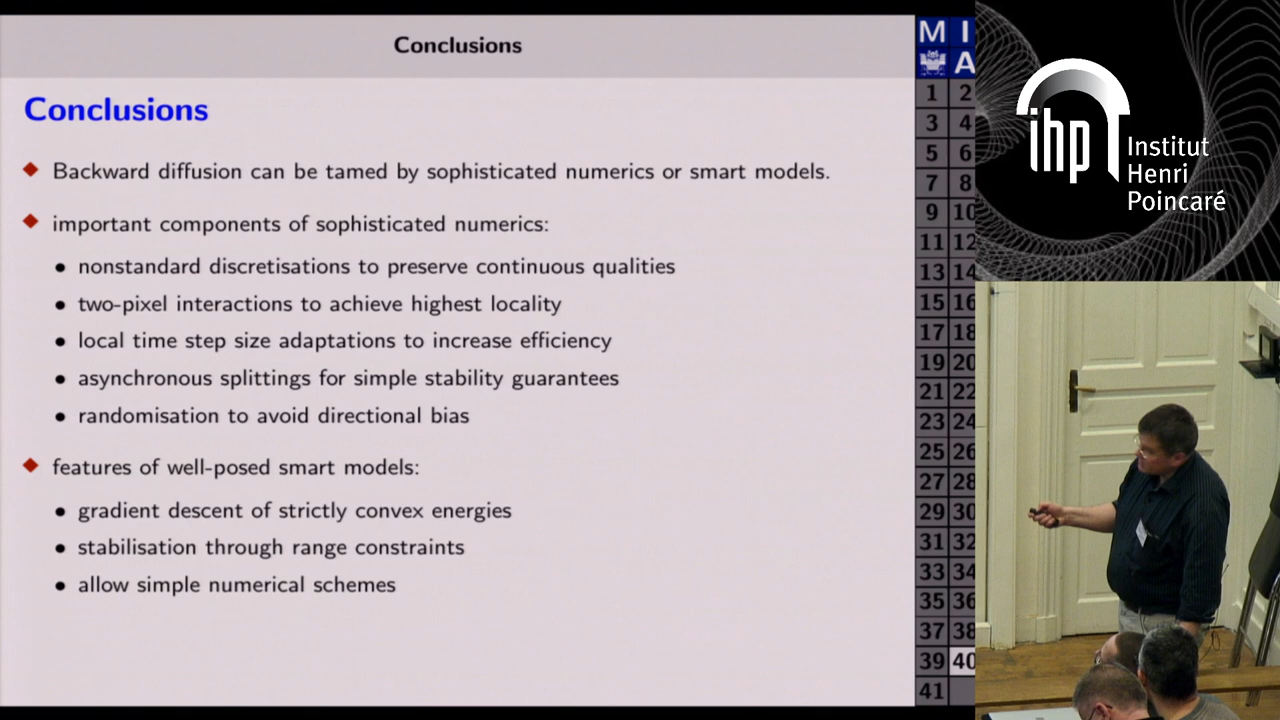 Conclusions
Conclusions
Backward diffusion can be tamed by sophisticated numerics or smart models.
important components of sophisticated numerics:
nonstandard discretisations to preserve continuous qualities
two-pixel interactions to achieve highest locality
local time step size adaptations to increase efficiency
asynchronous splittings for simple stability guarantees
randomisation to avoid directional bias
features of well-posed smart models:
gradient descent of strictly convex energies
stabilisation through range constraints
allow simple numerical schemes
M I
A
1 2
3 4
5 6
7 8
9 10
11 12
13 14
15 16
17 18
19 20
21 22
23 24
25 26
27 28
29 30
31 32
33 34
35 36
37 38
39 40
41
ihp
Institut
Henri
Poincaré